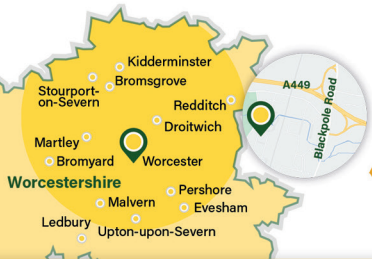 Kidderminster
Bromsgrove
Stourport-
on-Severn
Redditch
Droitwich
Martley
Bromyard
Worcester
Worcestershire
Pershore
Malvern
Evesham
Ledbury
Upton-upon-Severn
A449
Blackpole Road